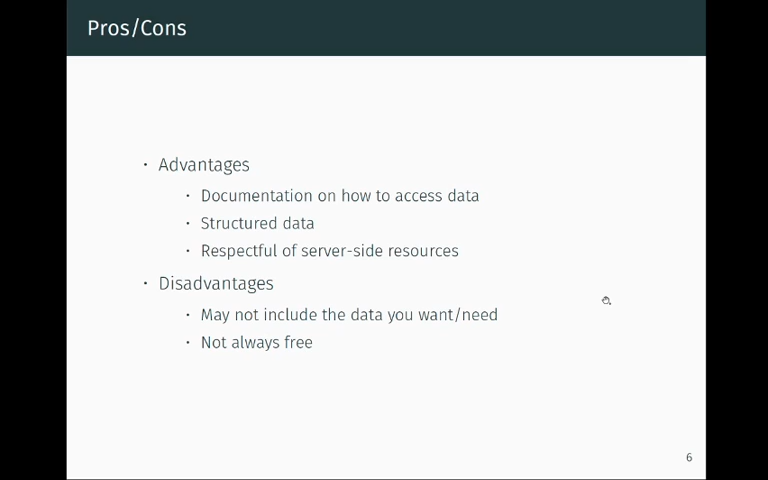 Pros/Cons
· Advantages
· Documentation on how to access data
· Structured data
· Respectful of server-side resources
· Disadvantages
· May not include the data you want/need
· Not always free
6